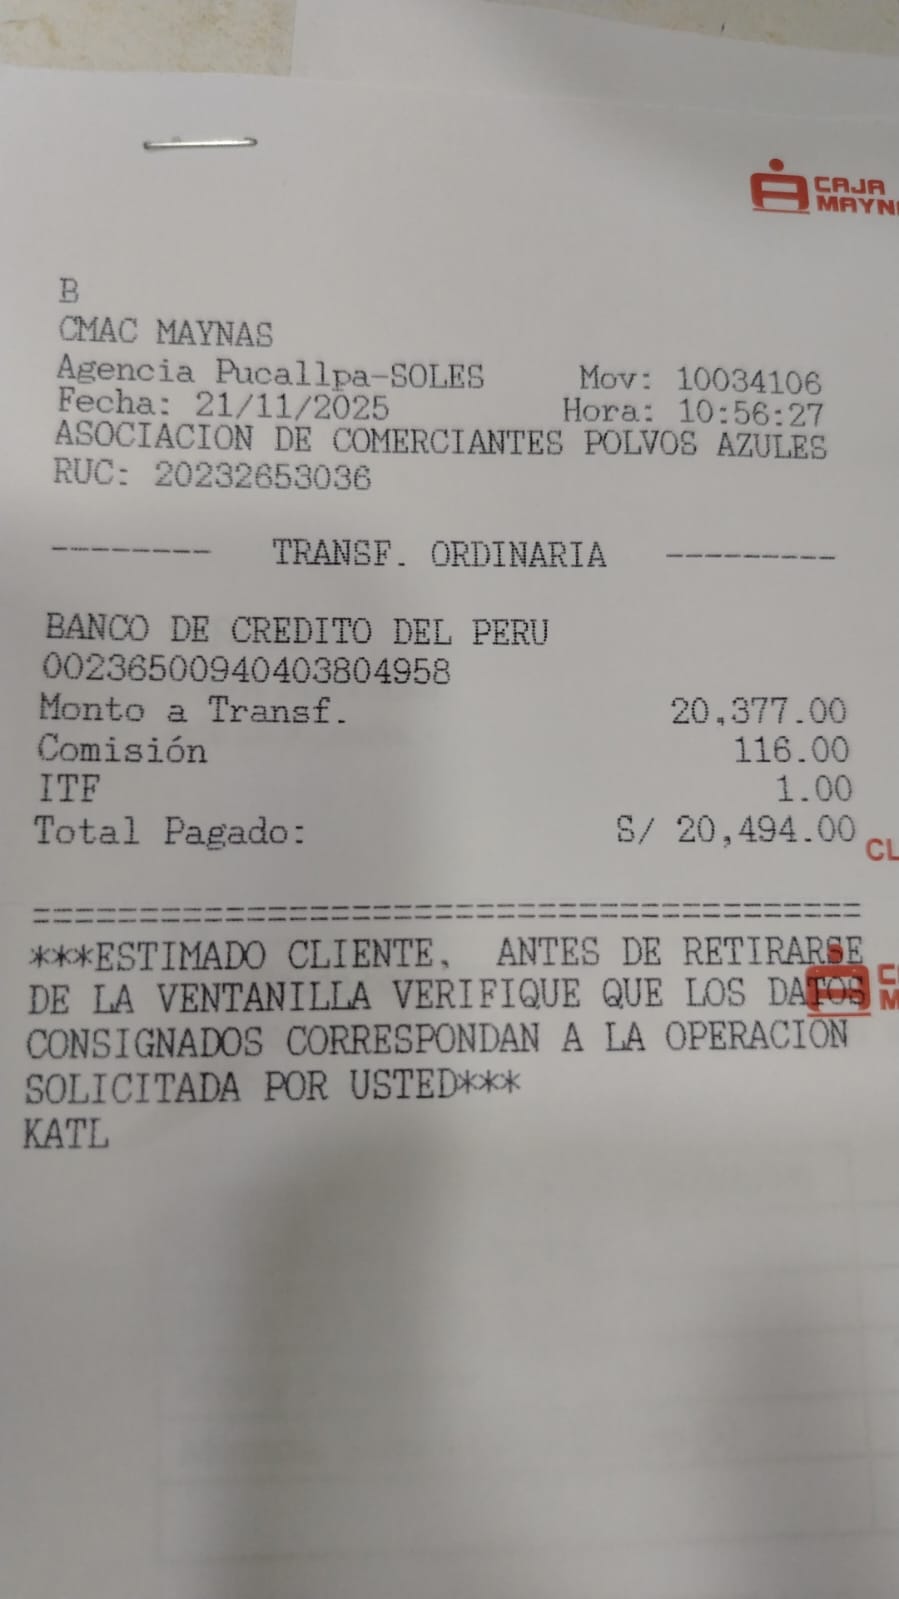 CAJA
MAYN
B
CMAC MAYNAS
Agencia Pucallpa-SOLES Mov: 10034106
Fecha: 21/11/2025 Hora: 10:56:27
ASOCIACION DE COMERCIANTES POLVOS AZULES
RUC: 20232653036
--------- TRANSF. ORDINARIA ---------
BANCO DE CREDITO DEL PERU
00236500940403804958
Monto a Transf. 20,377.00
Comisión 116.00
ITF 1.00
Total Pagado: S/ 20,494.00
CL
=======================================
***ESTIMADO CLIENTE, ANTES DE RETIRARSE
DE LA VENTANILLA VERIFIQUE QUE LOS DATOS
CONSIGNADOS CORRESPONDAN A LA OPERACION
SOLICITADA POR USTED***
KATL